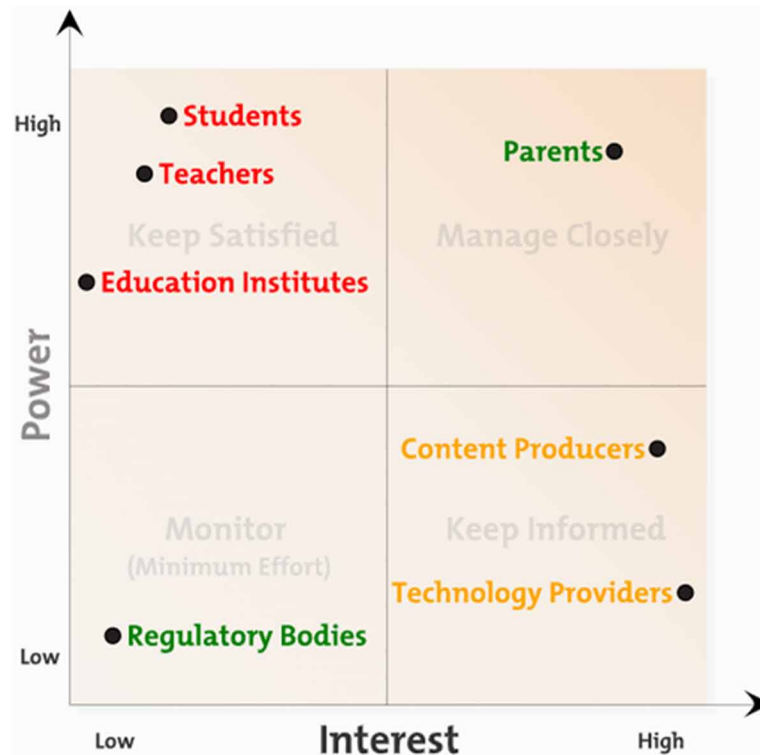 High
Students
Parents
Teachers
Keep Satisfied
Manage Closely
Education Institutes
Power
Content Producers
Monitor
(Minimum Effort)
Keep Informed
Technology Providers
Regulatory Bodies
Low
Low
Interest
High